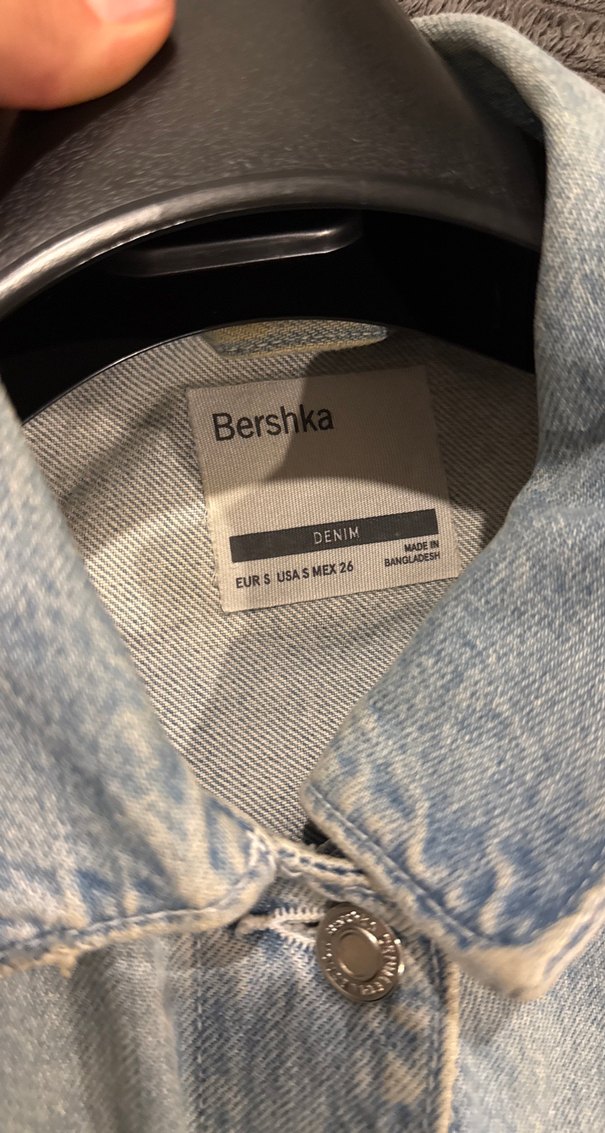 Bershka
DENIM
EUR S USA S MEX 26
MADE IN
BANGLADESH